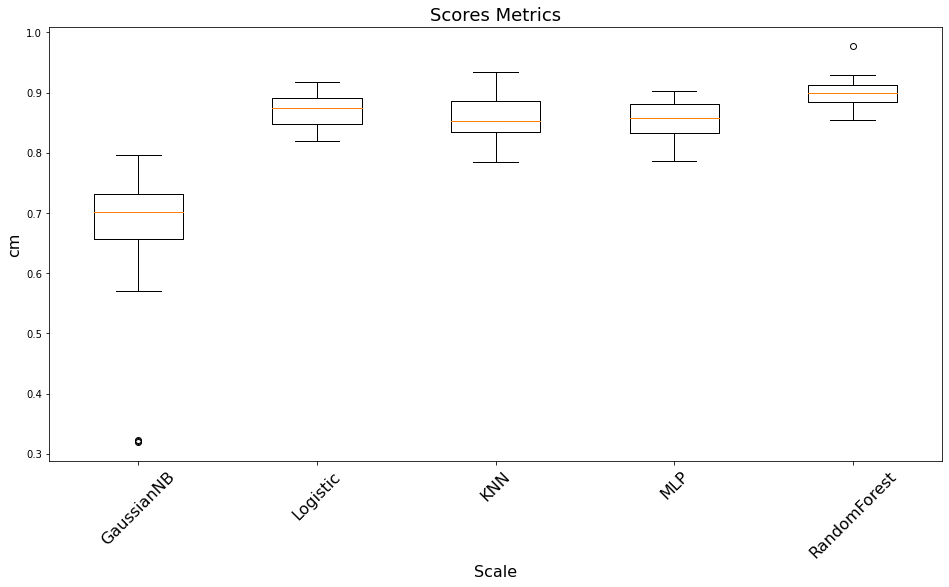 Scores Metrics
1.0
0.9
0.8
0.7
0.6
0.5
0.4
0.3
cm
GaussianNB
Logistic
KNN
MLP
RandomForest
Scale